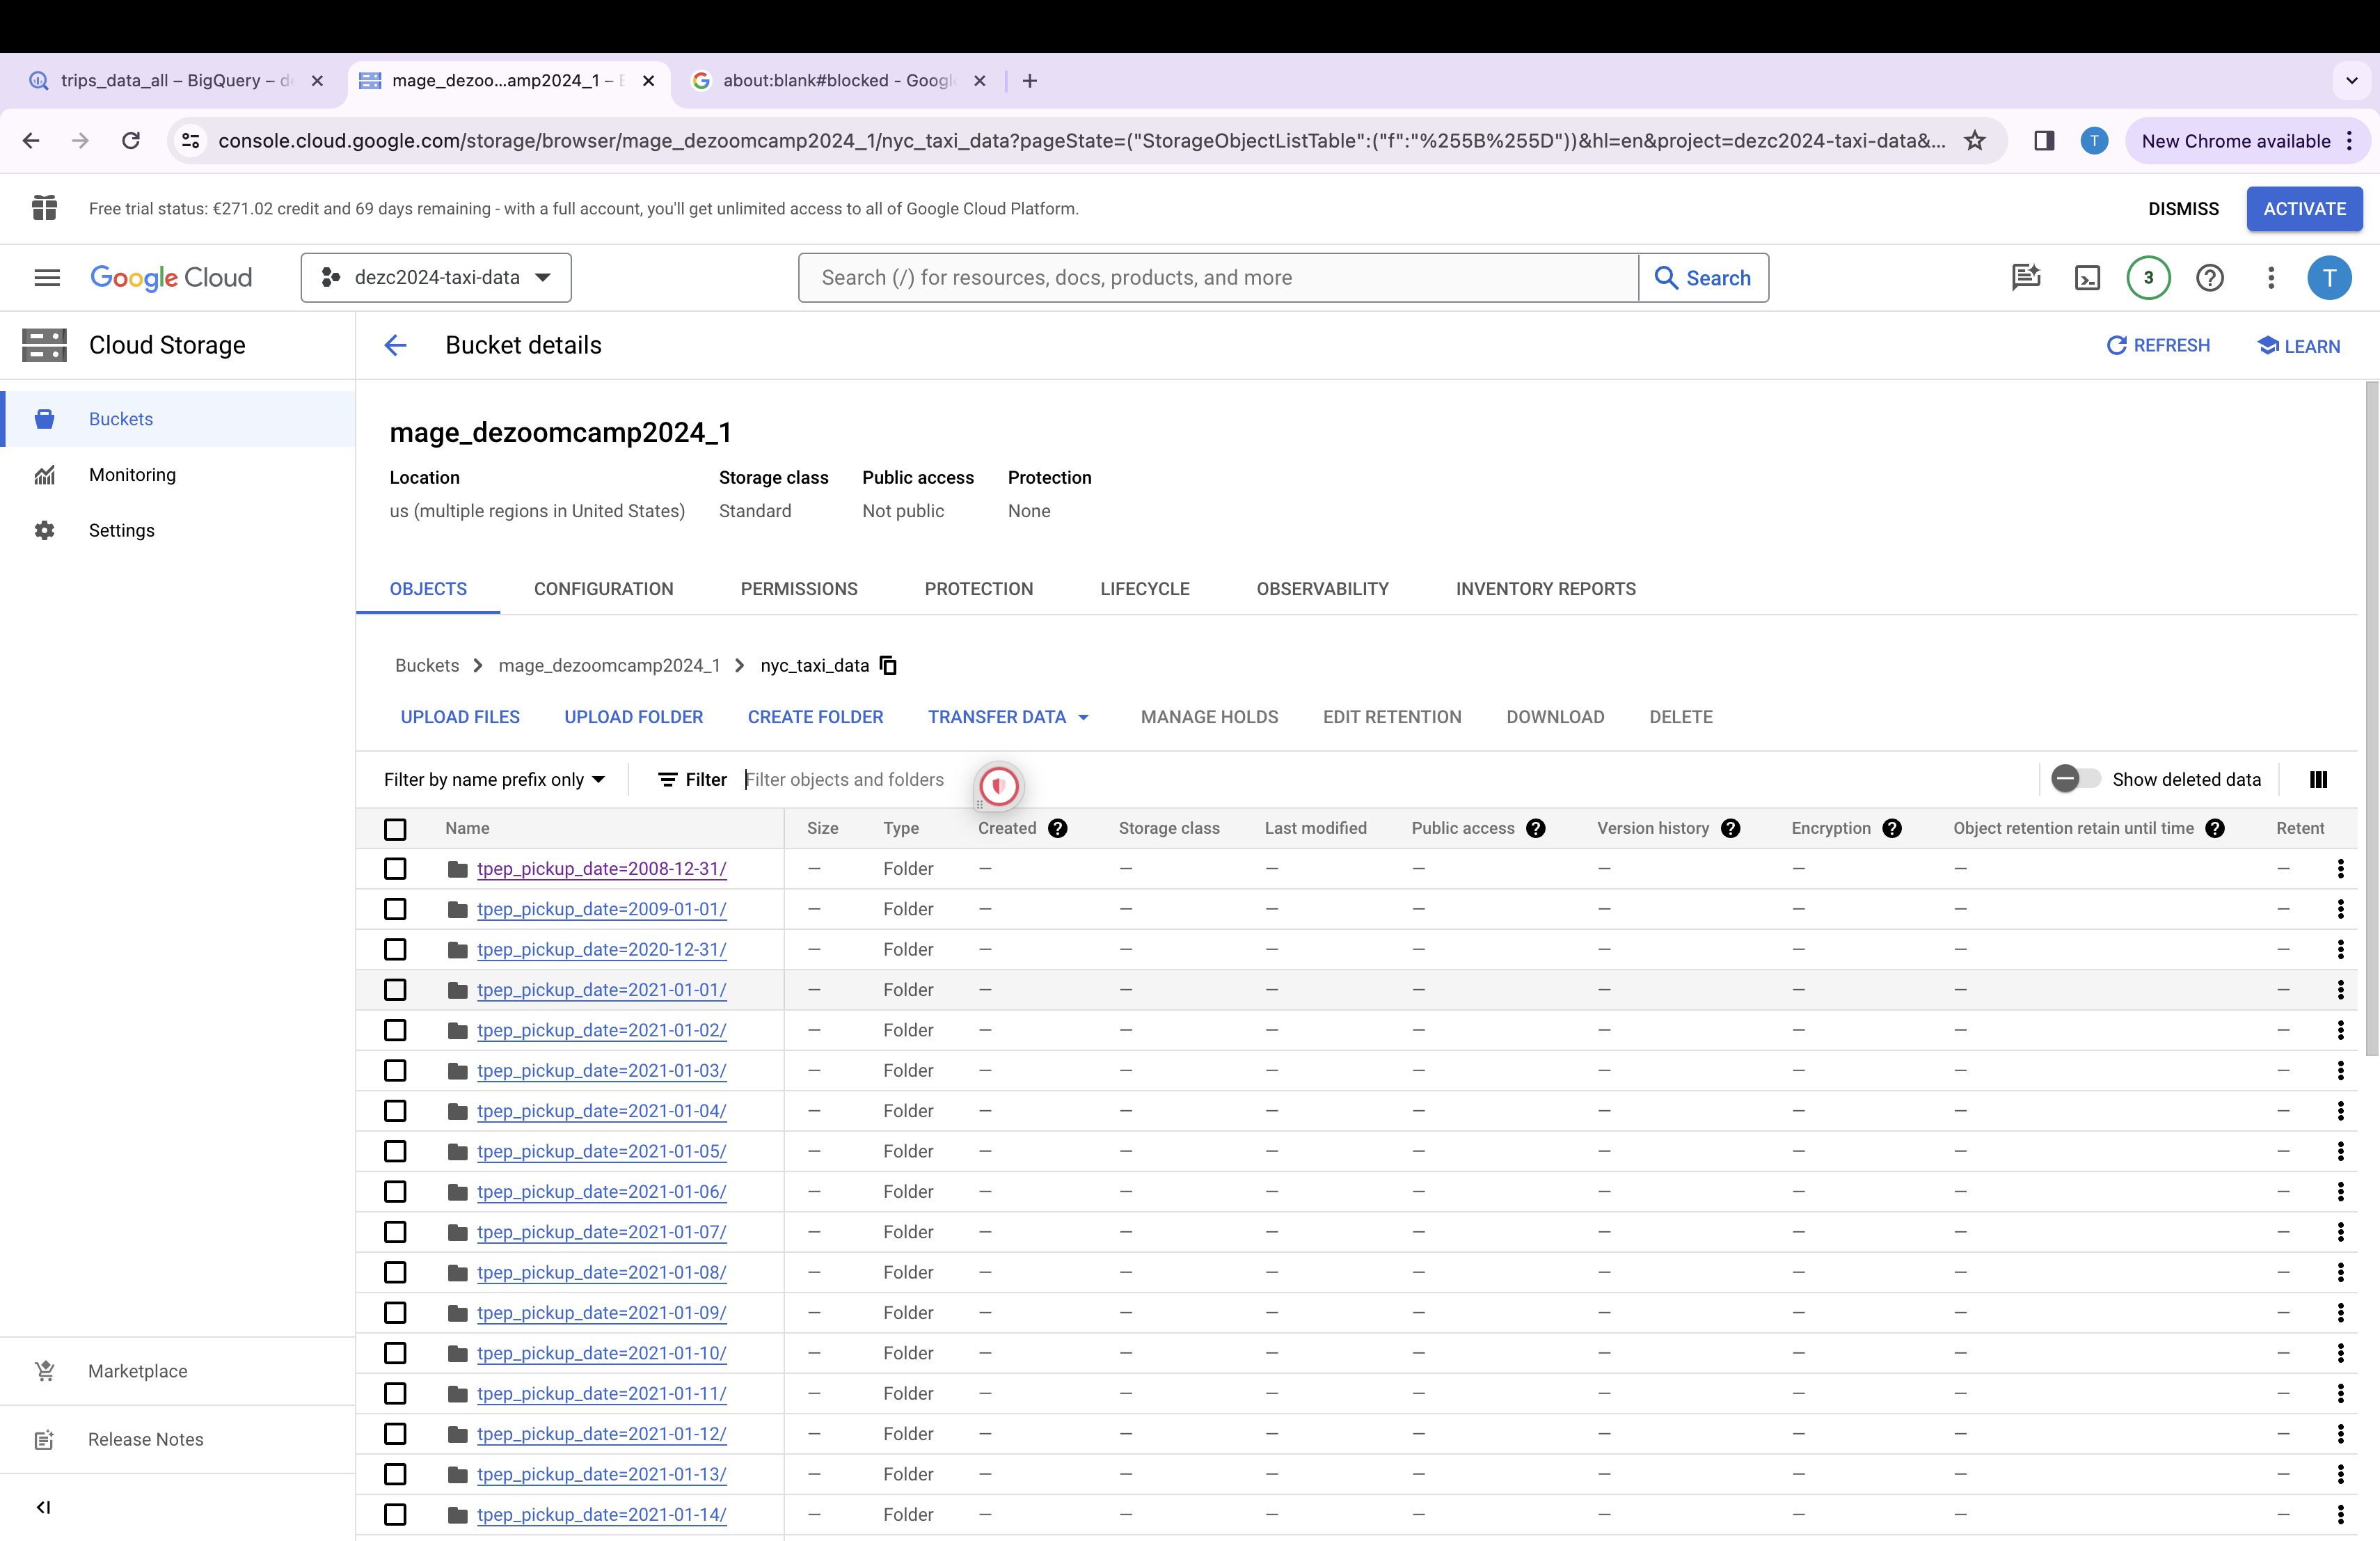 trips_data_all – BigQuery – d
mage_dezoo...amp2024_1 –
about:blank#blocked - Goog
console.cloud.google.com/storage/browser/mage_dezoomcamp2024_1/nyc_taxi_data?pageState=("StorageObjectListTable":("f":"%255B%255D"))&hl=en&project=dezc2024-taxi-data&...
T
New Chrome available
Free trial status: €271.02 credit and 69 days remaining - with a full account, you'll get unlimited access to all of Google Cloud Platform.
DISMISS
ACTIVATE
Google Cloud
dezc2024-taxi-data
Search (/) for resources, docs, products, and more
Search
3
T
Cloud Storage
Bucket details
REFRESH
LEARN
Buckets
Monitoring
Settings
Marketplace
Release Notes
mage_dezoomcamp2024_1
Location Storage class Public access Protection
us (multiple regions in United States) Standard Not public None
OBJECTS CONFIGURATION PERMISSIONS PROTECTION LIFECYCLE OBSERVABILITY INVENTORY REPORTS
Buckets > mage_dezoomcamp2024_1 > nyc_taxi_data
UPLOAD FILES UPLOAD FOLDER CREATE FOLDER TRANSFER DATA MANAGE HOLDS EDIT RETENTION DOWNLOAD DELETE
Filter by name prefix only Filter Filter objects and folders Show deleted data
Name Size Type Created Storage class Last modified Public access Version history Encryption Object retention retain until time Retent
tpep_pickup_date=2008-12-31/ — Folder — — — — — — — —
tpep_pickup_date=2009-01-01/ — Folder — — — — — — — —
tpep_pickup_date=2020-12-31/ — Folder — — — — — — — —
tpep_pickup_date=2021-01-01/ — Folder — — — — — — — —
tpep_pickup_date=2021-01-02/ — Folder — — — — — — — —
tpep_pickup_date=2021-01-03/ — Folder — — — — — — — —
tpep_pickup_date=2021-01-04/ — Folder — — — — — — — —
tpep_pickup_date=2021-01-05/ — Folder — — — — — — — —
tpep_pickup_date=2021-01-06/ — Folder — — — — — — — —
tpep_pickup_date=2021-01-07/ — Folder — — — — — — — —
tpep_pickup_date=2021-01-08/ — Folder — — — — — — — —
tpep_pickup_date=2021-01-09/ — Folder — — — — — — — —
tpep_pickup_date=2021-01-10/ — Folder — — — — — — — —
tpep_pickup_date=2021-01-11/ — Folder — — — — — — — —
tpep_pickup_date=2021-01-12/ — Folder — — — — — — — —
tpep_pickup_date=2021-01-13/ — Folder — — — — — — — —
tpep_pickup_date=2021-01-14/ — Folder — — — — — — — —